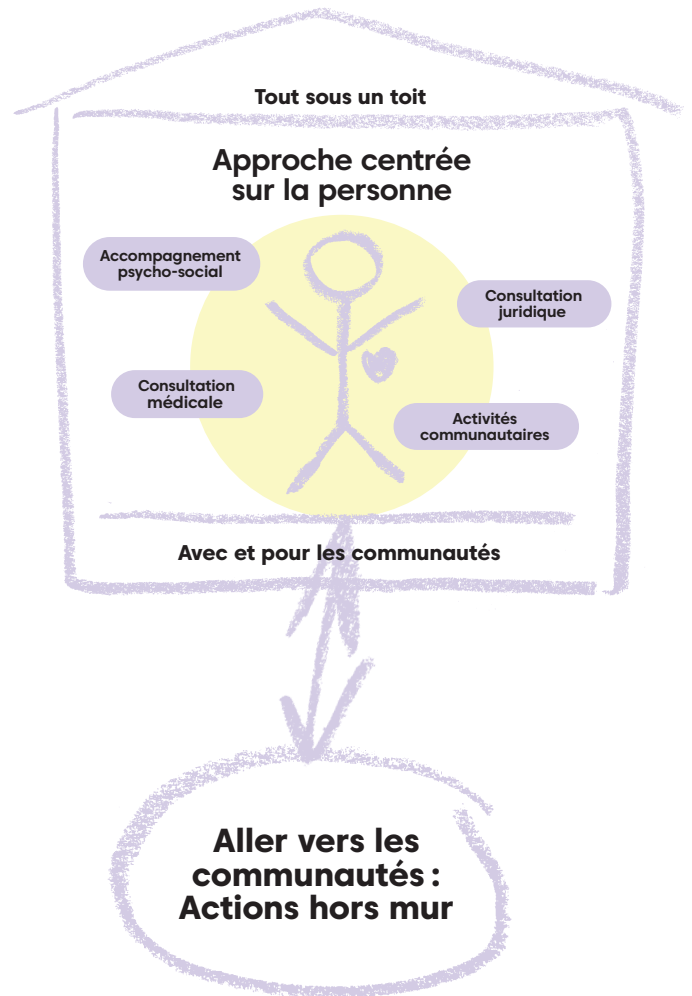 Tout sous un toit
Approche centrée
sur la personne
Accompagnement
psycho-social
Consultation
juridique
Consultation
médicale
Activités
communautaires
Avec et pour les communautés
Aller vers les
communautés :
Actions hors mur